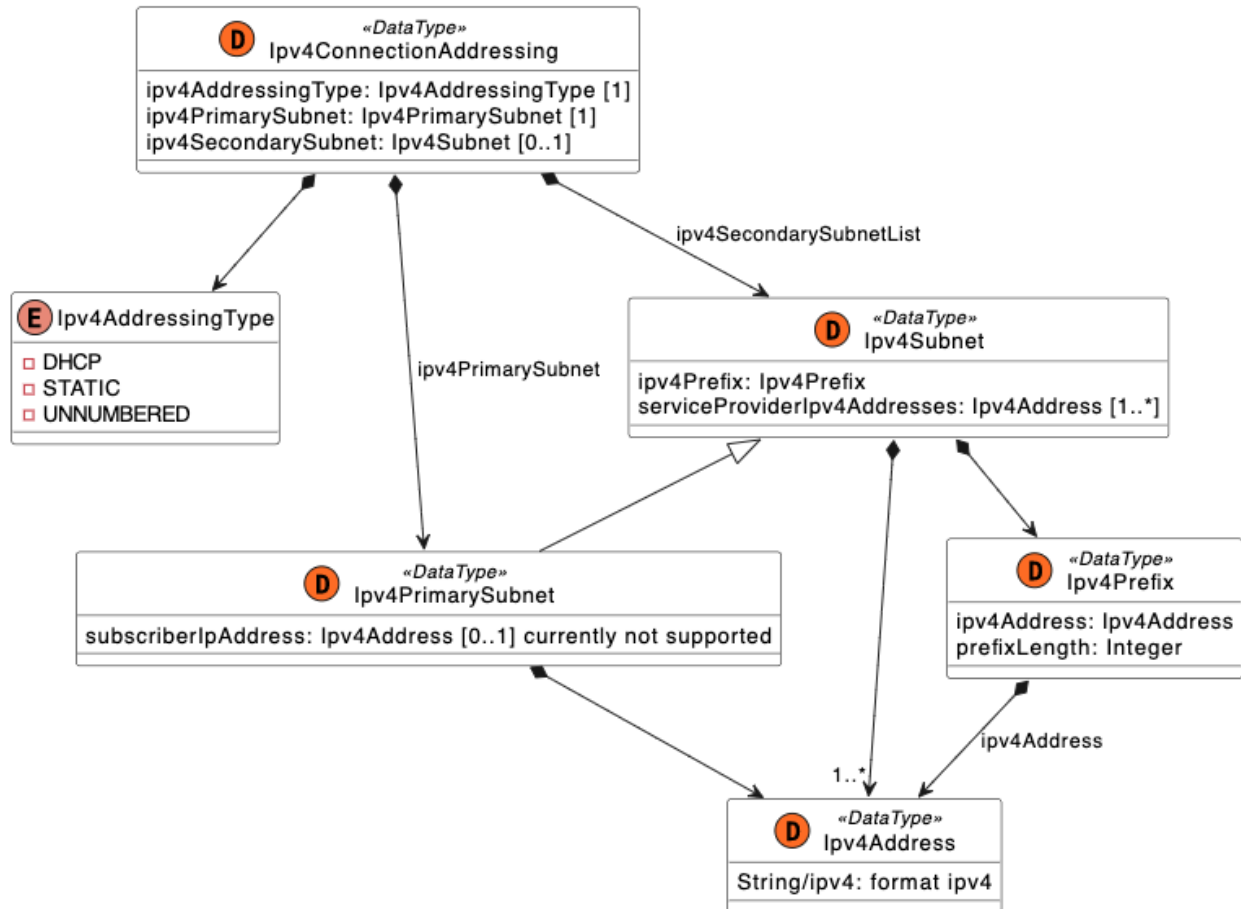 «DataType»
D
Ipv4ConnectionAddressing
ipv4AddressingType: Ipv4AddressingType [1]
ipv4PrimarySubnet: Ipv4PrimarySubnet [1]
ipv4SecondarySubnet: Ipv4Subnet [0..1]
ipv4SecondarySubnetList
E Ipv4AddressingType
DHCP
STATIC
UNNUMBERED
«DataType»
D
Ipv4Subnet
ipv4Prefix: Ipv4Prefix
serviceProviderIpv4Addresses: Ipv4Address [1..*]
ipv4PrimarySubnet
«DataType»
D
Ipv4PrimarySubnet
subscriberIpAddress: Ipv4Address [0..1] currently not supported
«DataType»
D
Ipv4Prefix
ipv4Address: Ipv4Address
prefixLength: Integer
ipv4Address
1..*
«DataType»
D
Ipv4Address
String/ipv4: format ipv4